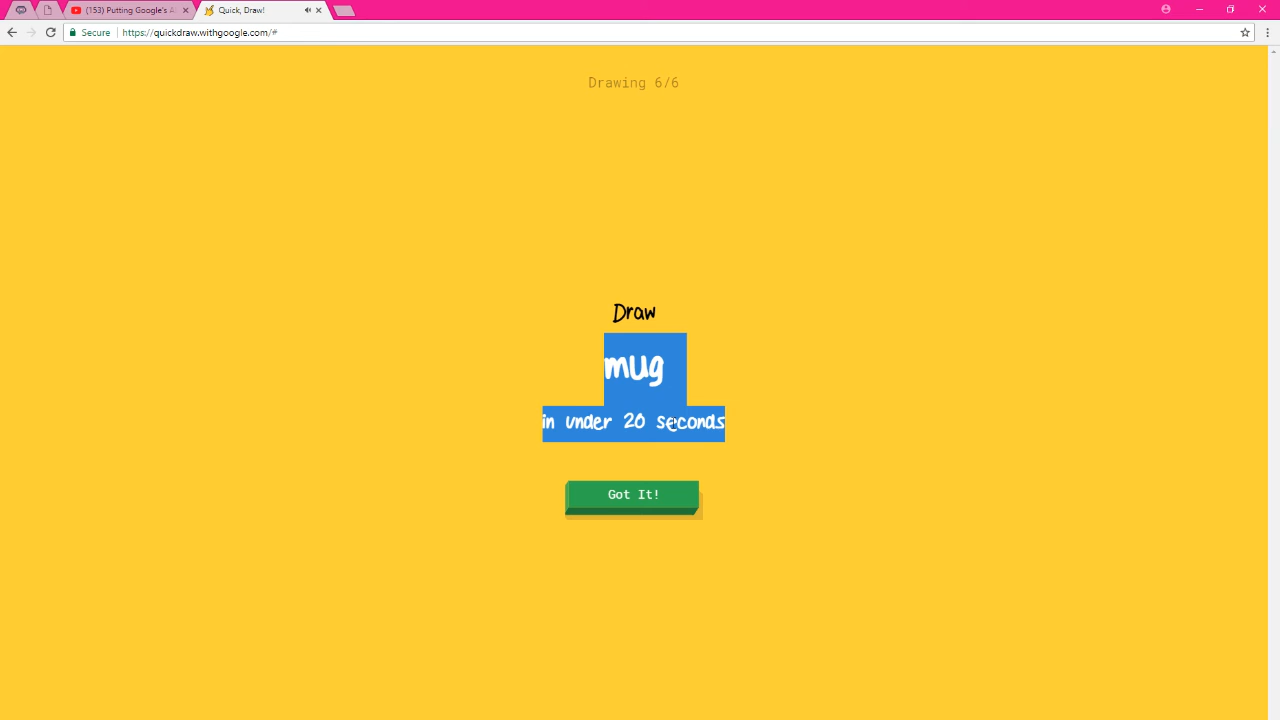 (153) Putting Google's A
Quick, Draw!
Secure
https://quickdraw.withgoogle.com/#
Drawing 6/6
Draw
mug
in under 20 seconds
Got It!